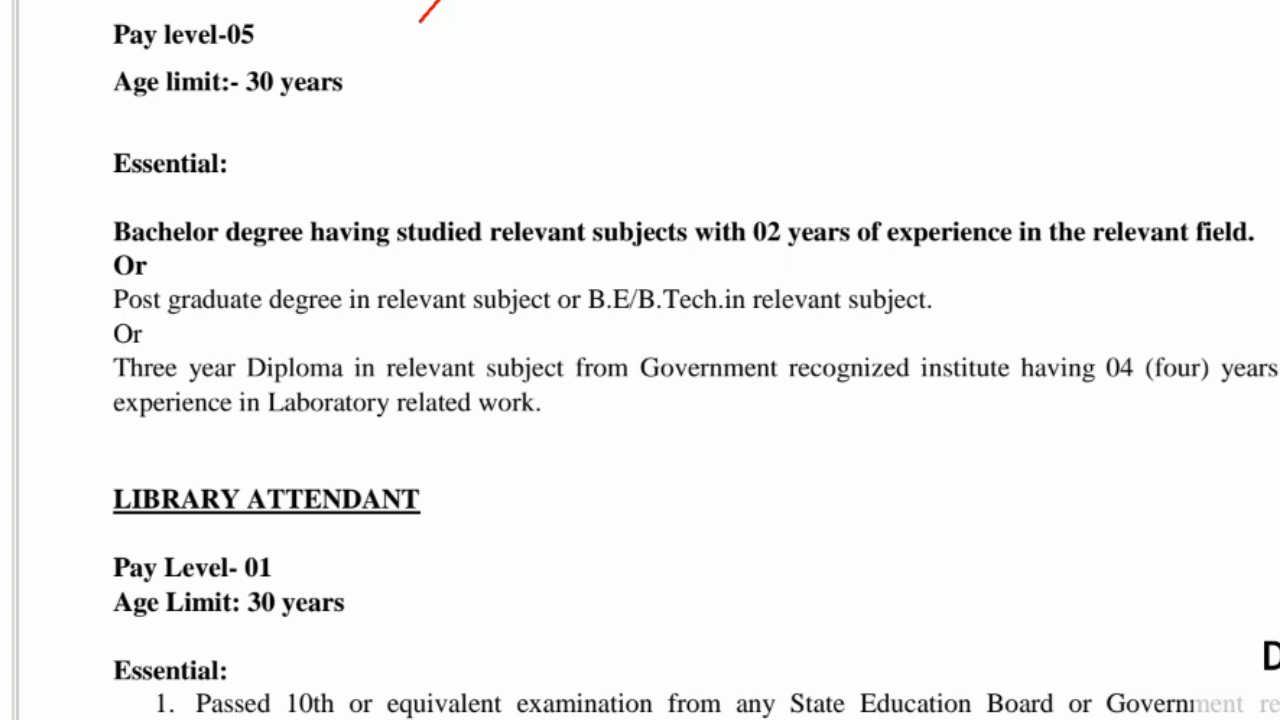 Pay level-05
Age limit:- 30 years
Essential:
Bachelor degree having studied relevant subjects with 02 years of experience in the relevant field.
Or
Post graduate degree in relevant subject or B.E/B.Tech.in relevant subject.
Or
Three year Diploma in relevant subject from Government recognized institute having 04 (four) years
experience in Laboratory related work.
LIBRARY ATTENDANT
Pay Level- 01
Age Limit: 30 years
Essential:
1. Passed 10th or equivalent examination from any State Education Board or Government